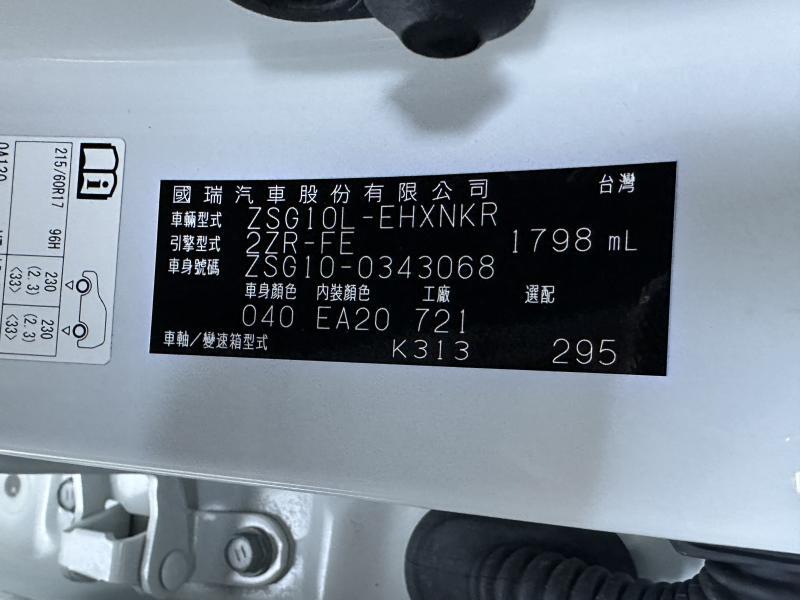 國瑞汽車股份有限公司 台灣
車輛型式 ZSG10L-EHXNKR
引擎型式 2ZR-FE 1798 mL
車身號碼 ZSG10-0343068
車身顏色 內裝顏色 工廠 選配
040 EA20 721
車軸/變速箱型式 K313 295
215/60R17 96H
230 (2.3) <33>
230 (2.3) <33>
0A120